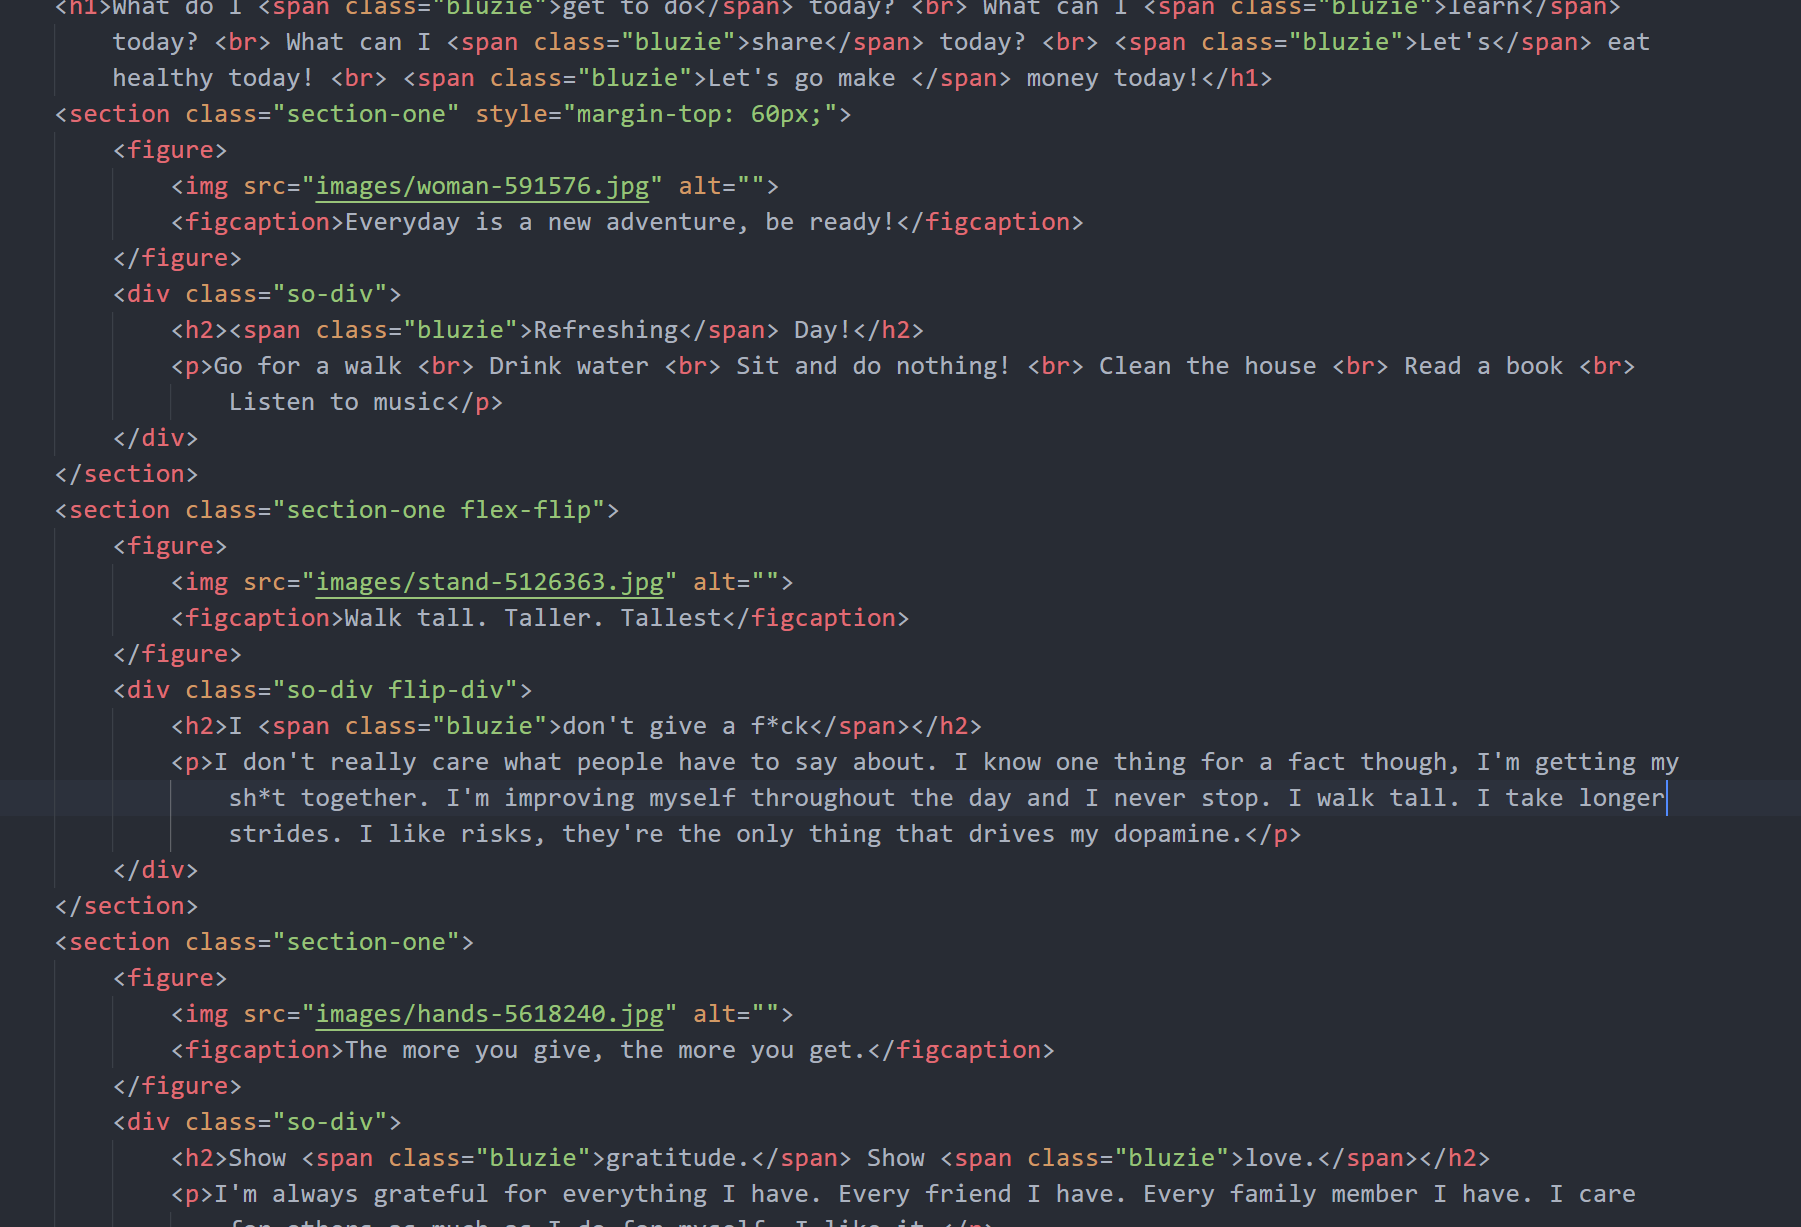 <h1>What do I <span class="bluzie">get to do</span> today? <br> What can I <span class="bluzie">learn</span>
today? <br> What can I <span class="bluzie">share</span> today? <br> <span class="bluzie">Let's</span> eat
healthy today! <br> <span class="bluzie">Let's go make </span> money today!</h1>
<section class="section-one" style="margin-top: 60px;">
<figure>
<img src="images/woman-591576.jpg" alt="">
<figcaption>Everyday is a new adventure, be ready!</figcaption>
</figure>
<div class="so-div">
<h2><span class="bluzie">Refreshing</span> Day!</h2>
<p>Go for a walk <br> Drink water <br> Sit and do nothing! <br> Clean the house <br> Read a book <br>
Listen to music</p>
</div>
</section>
<section class="section-one flex-flip">
<figure>
<img src="images/stand-5126363.jpg" alt="">
<figcaption>Walk tall. Taller. Tallest</figcaption>
</figure>
<div class="so-div flip-div">
<h2>I <span class="bluzie">don't give a f*ck</span></h2>
<p>I don't really care what people have to say about. I know one thing for a fact though, I'm getting my
sh*t together. I'm improving myself throughout the day and I never stop. I walk tall. I take longer
strides. I like risks, they're the only thing that drives my dopamine.</p>
</div>
</section>
<section class="section-one">
<figure>
<img src="images/hands-5618240.jpg" alt="">
<figcaption>The more you give, the more you get.</figcaption>
</figure>
<div class="so-div">
<h2>Show <span class="bluzie">gratitude.</span> Show <span class="bluzie">love.</span></h2>
<p>I'm always grateful for everything I have. Every friend I have. Every family member I have. I care
for others as much as I do for myself. I like it.</p>